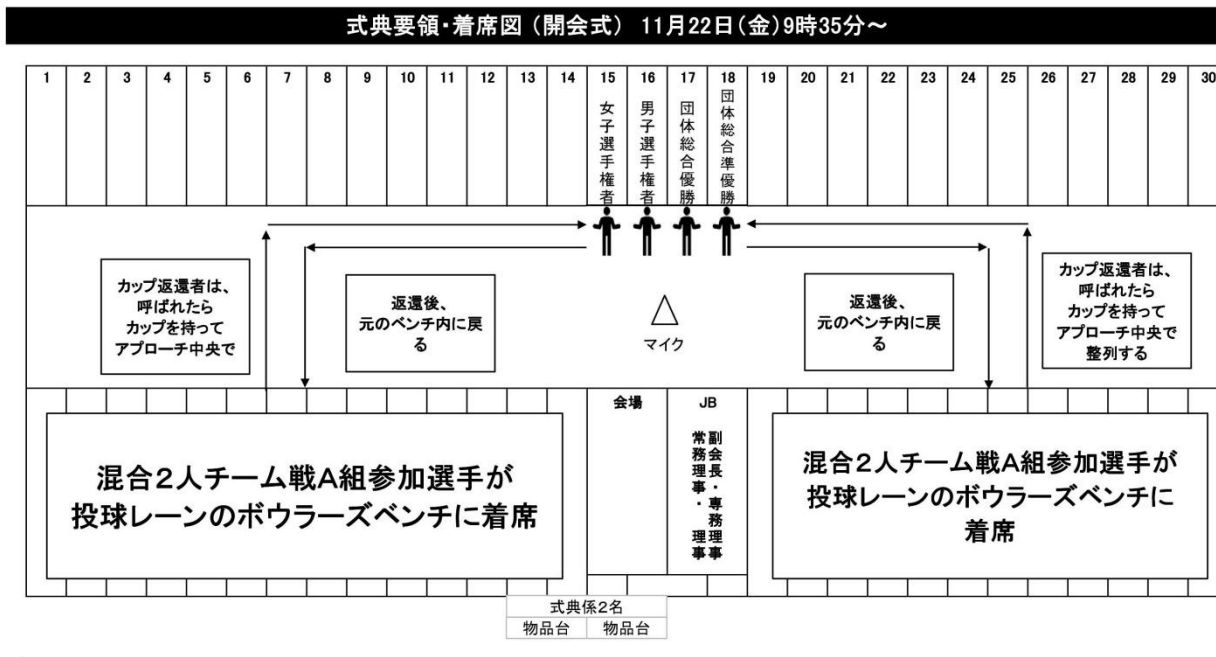 式典要領・着席図（開会式） 11月22日（金）9時35分～
1 2 3 4 5 6 7 8 9 10 11 12 13 14 15 16 17 18 19 20 21 22 23 24 25 26 27 28 29 30
女子選手権者
男子選手権者
団体総合優勝
団体総合準優勝
カップ返還者は、
呼ばれたら
カップを持って
アプローチ中央で
返還後、
元のベンチ内に戻
る
△
マイク
返還後、
元のベンチ内に戻
る
カップ返還者は、
呼ばれたら
カップを持って
アプローチ中央で
整列する
混合２人チーム戦A組参加選手が
投球レーンのボウラーズベンチに着席
会場
JB
副会長・専務理事
常務理事・理事
混合２人チーム戦A組参加選手が
投球レーンのボウラーズベンチに
着席
式典係2名
物品台 物品台